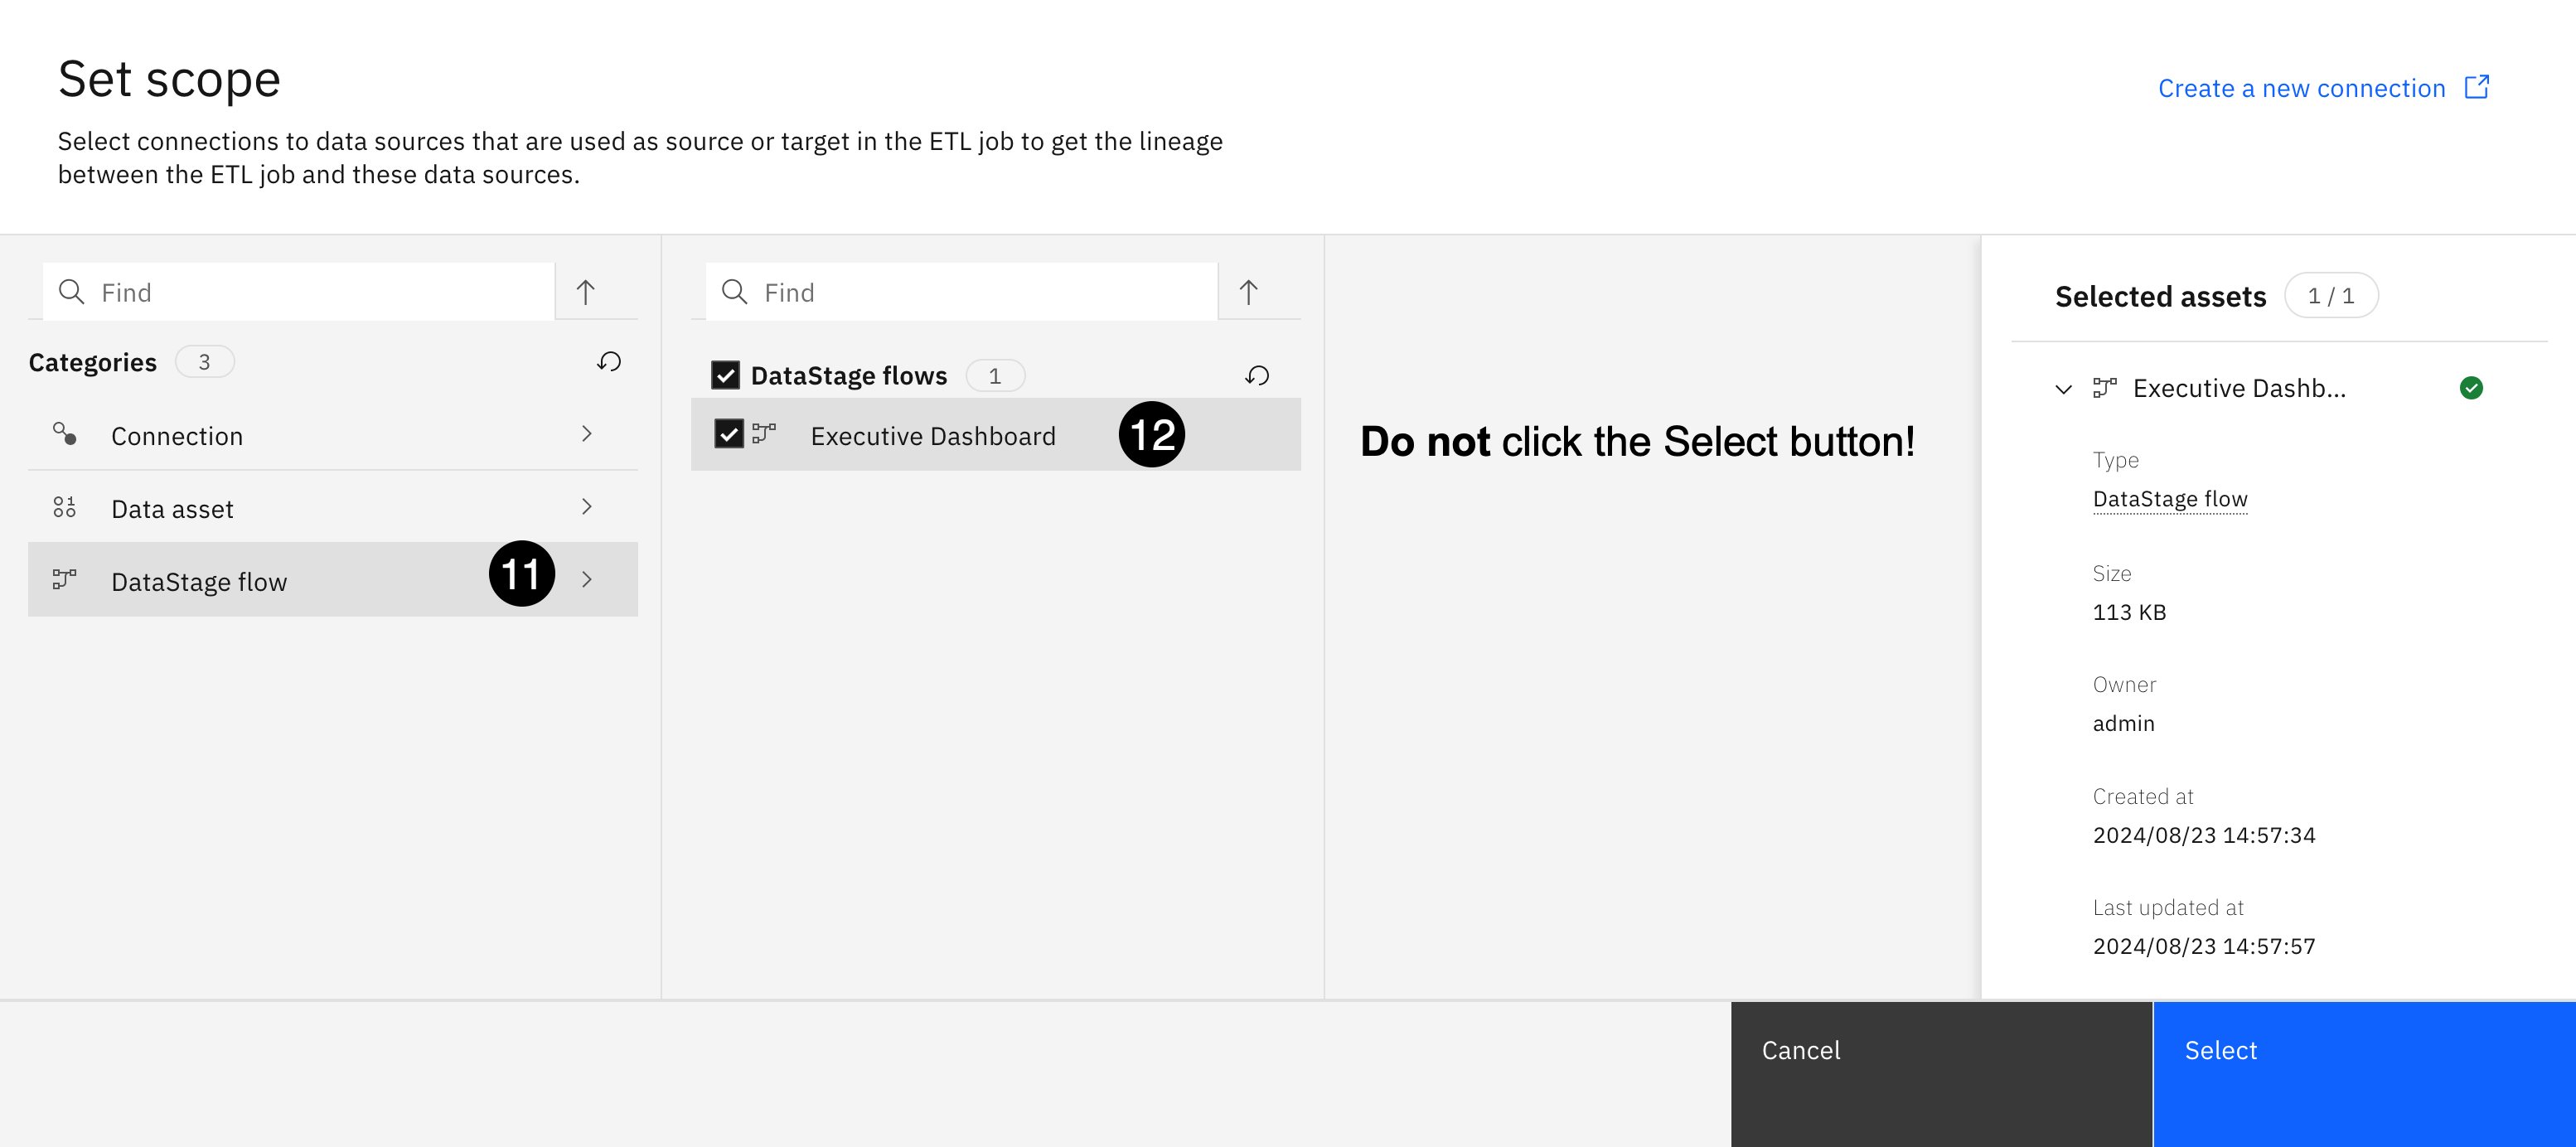 Set scope
Create a new connection
Select connections to data sources that are used as source or target in the ETL job to get the lineage
between the ETL job and these data sources.
Find
Categories 3
Connection
Data asset
DataStage flow 11
Find
DataStage flows 1
Executive Dashboard 12
Do not click the Select button!
Selected assets 1 / 1
Executive Dashb...
Type
DataStage flow
Size
113 KB
Owner
admin
Created at
2024/08/23 14:57:34
Last updated at
2024/08/23 14:57:57
Cancel
Select